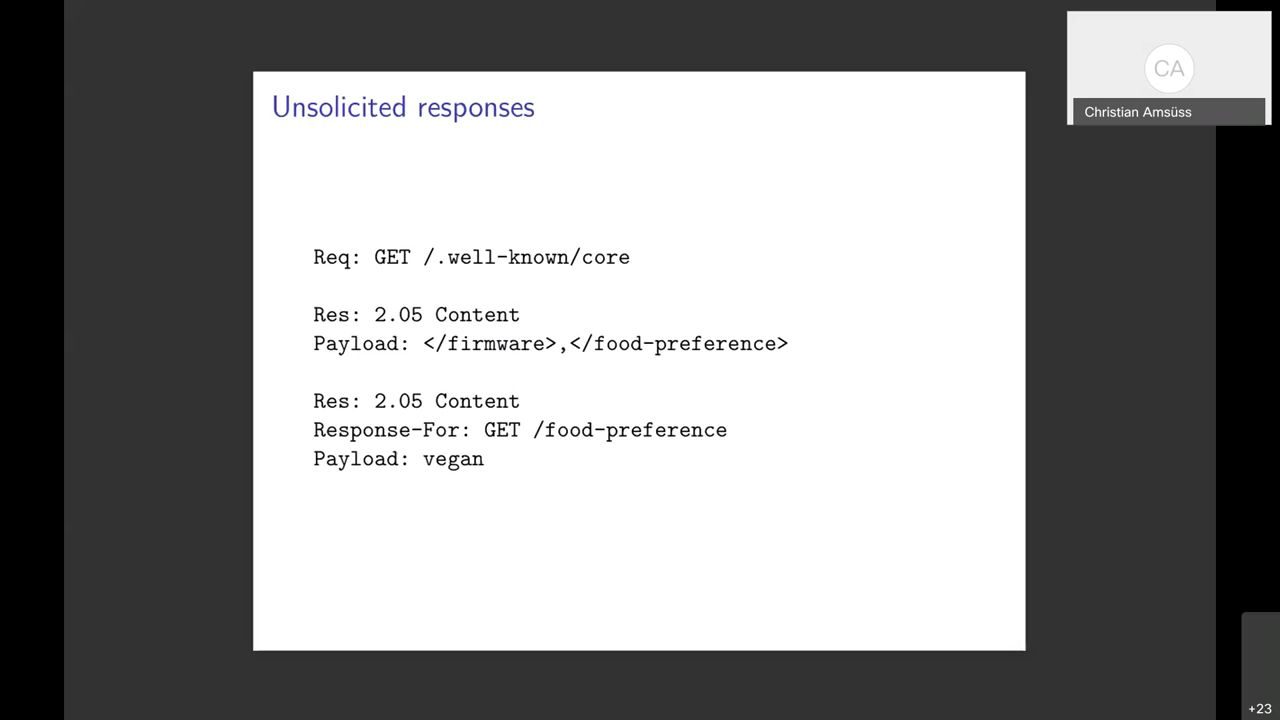 Unsolicited responses
Req: GET /.well-known/core
Res: 2.05 Content
Payload: </firmware>,</food-preference>
Res: 2.05 Content
Response-For: GET /food-preference
Payload: vegan
CA
Christian Amsüss
+23